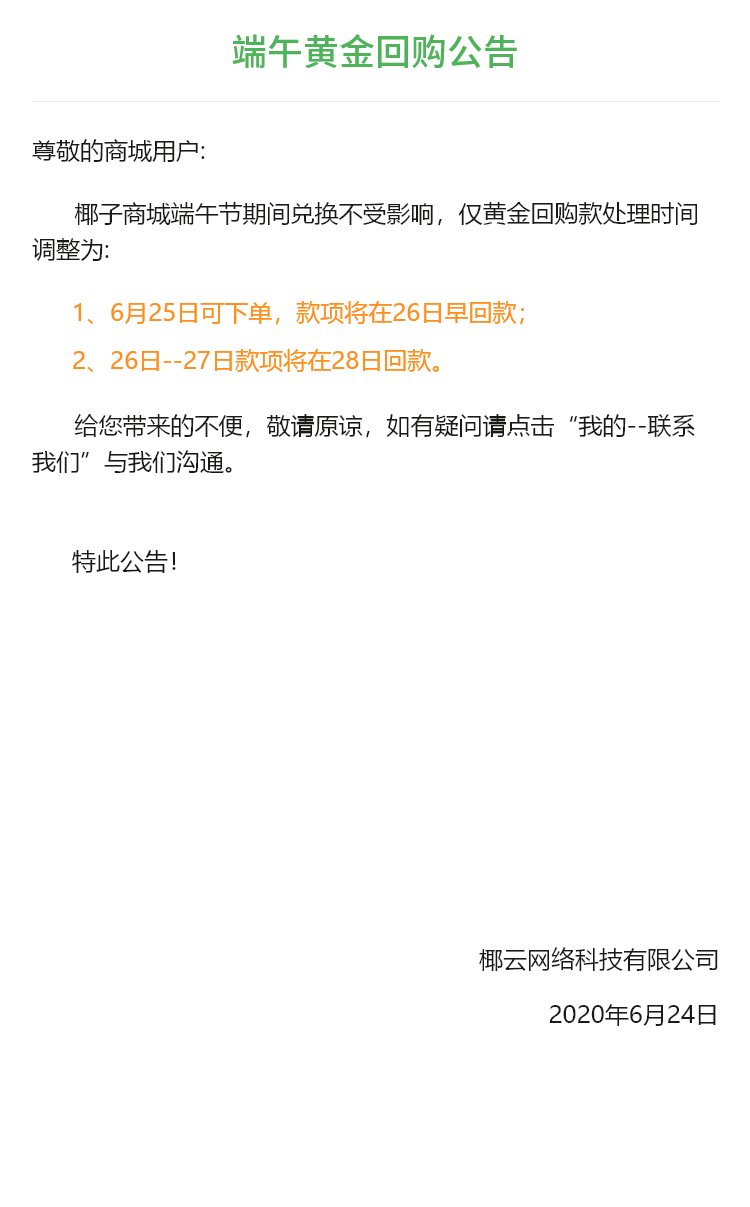 端午黄金回购公告
尊敬的商城用户:
椰子商城端午节期间兑换不受影响，仅黄金回购款处理时间
调整为:
1、6月25日可下单，款项将在26日早回款；
2、26日--27日款项将在28日回款。
给您带来的不便，敬请原谅，如有疑问请点击“我的--联系
我们”与我们沟通。
特此公告！
椰云网络科技有限公司
2020年6月24日